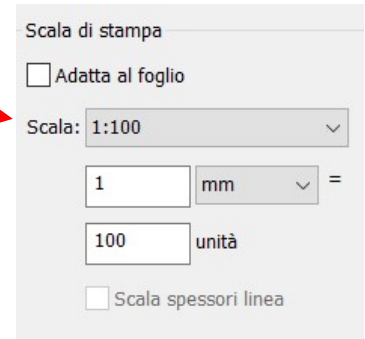 Scala di stampa
Adatta al foglio
Scala: 1:100
1 mm =
100 unità
Scala spessori linea